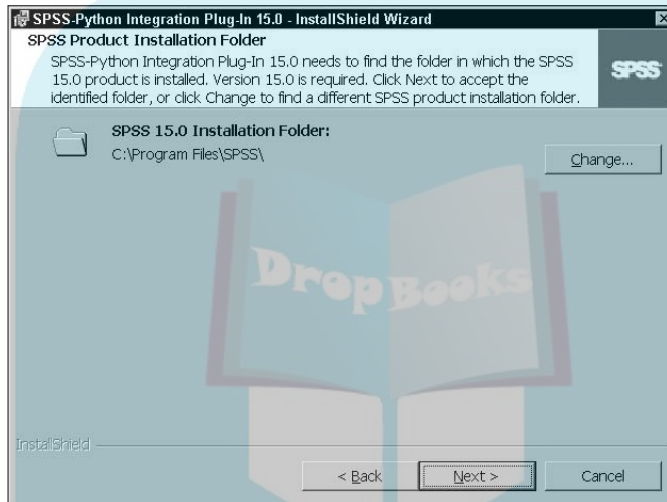 SPSS-Python Integration Plug-In 15.0 - InstallShield Wizard
SPSS Product Installation Folder
SPSS-Python Integration Plug-In 15.0 needs to find the folder in which the SPSS
15.0 product is installed. Version 15.0 is required. Click Next to accept the
identified folder, or click Change to find a different SPSS product installation folder.
SPSS
SPSS 15.0 Installation Folder:
C:\Program Files\SPSS\
Change...
DropBooks
InstallShield
< Back Next > Cancel